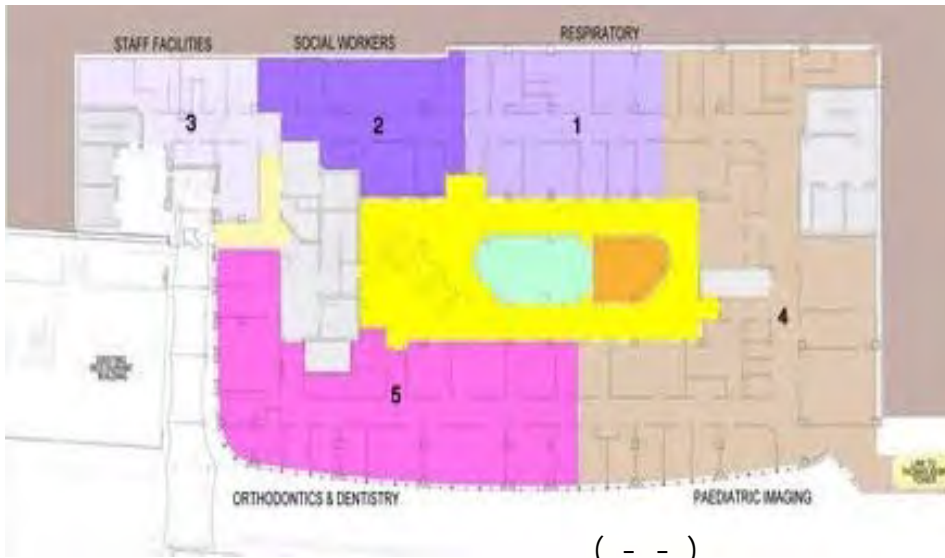 STAFF FACILITIES
SOCIAL WORKERS
RESPIRATORY
3
2
1
4
5
ORTHODONTICS & DENTISTRY
PAEDIATRIC IMAGING
( - - )